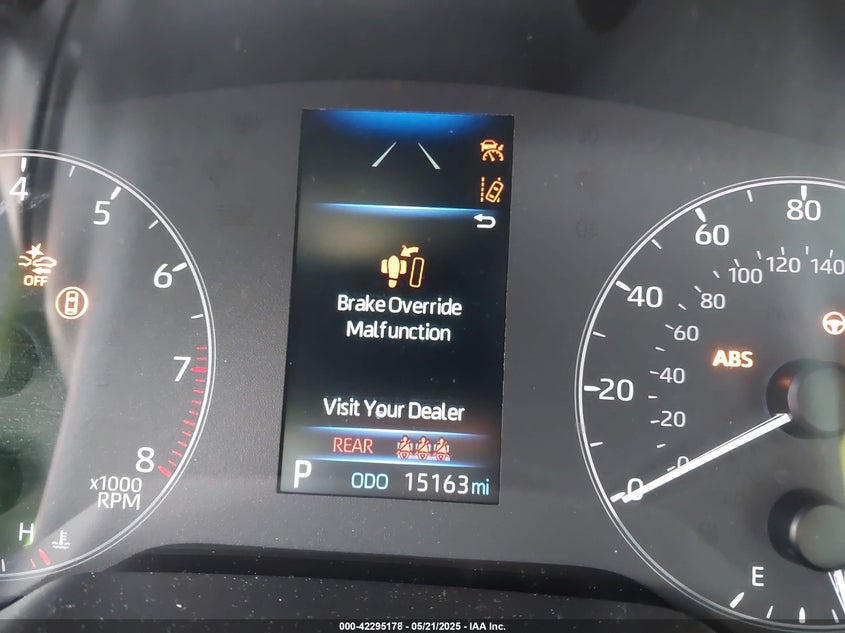 4
5
6
7
8
x1000
RPM
H
OFF
Brake Override
Malfunction
Visit Your Dealer
REAR
P ODO 15163 mi
0
20
40
60
80
0
20
40
60
80
100
120
140
ABS
E
000-42295178 - 05/21/2025 - IAA Inc.